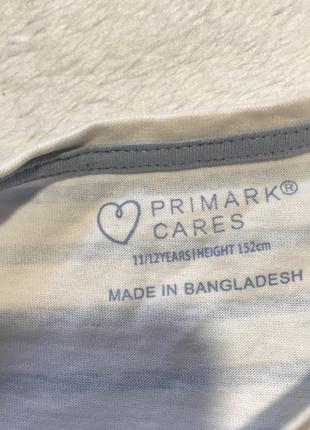 PRIMARK®
CARES
11/12YEARS|HEIGHT 152cm
MADE IN BANGLADESH